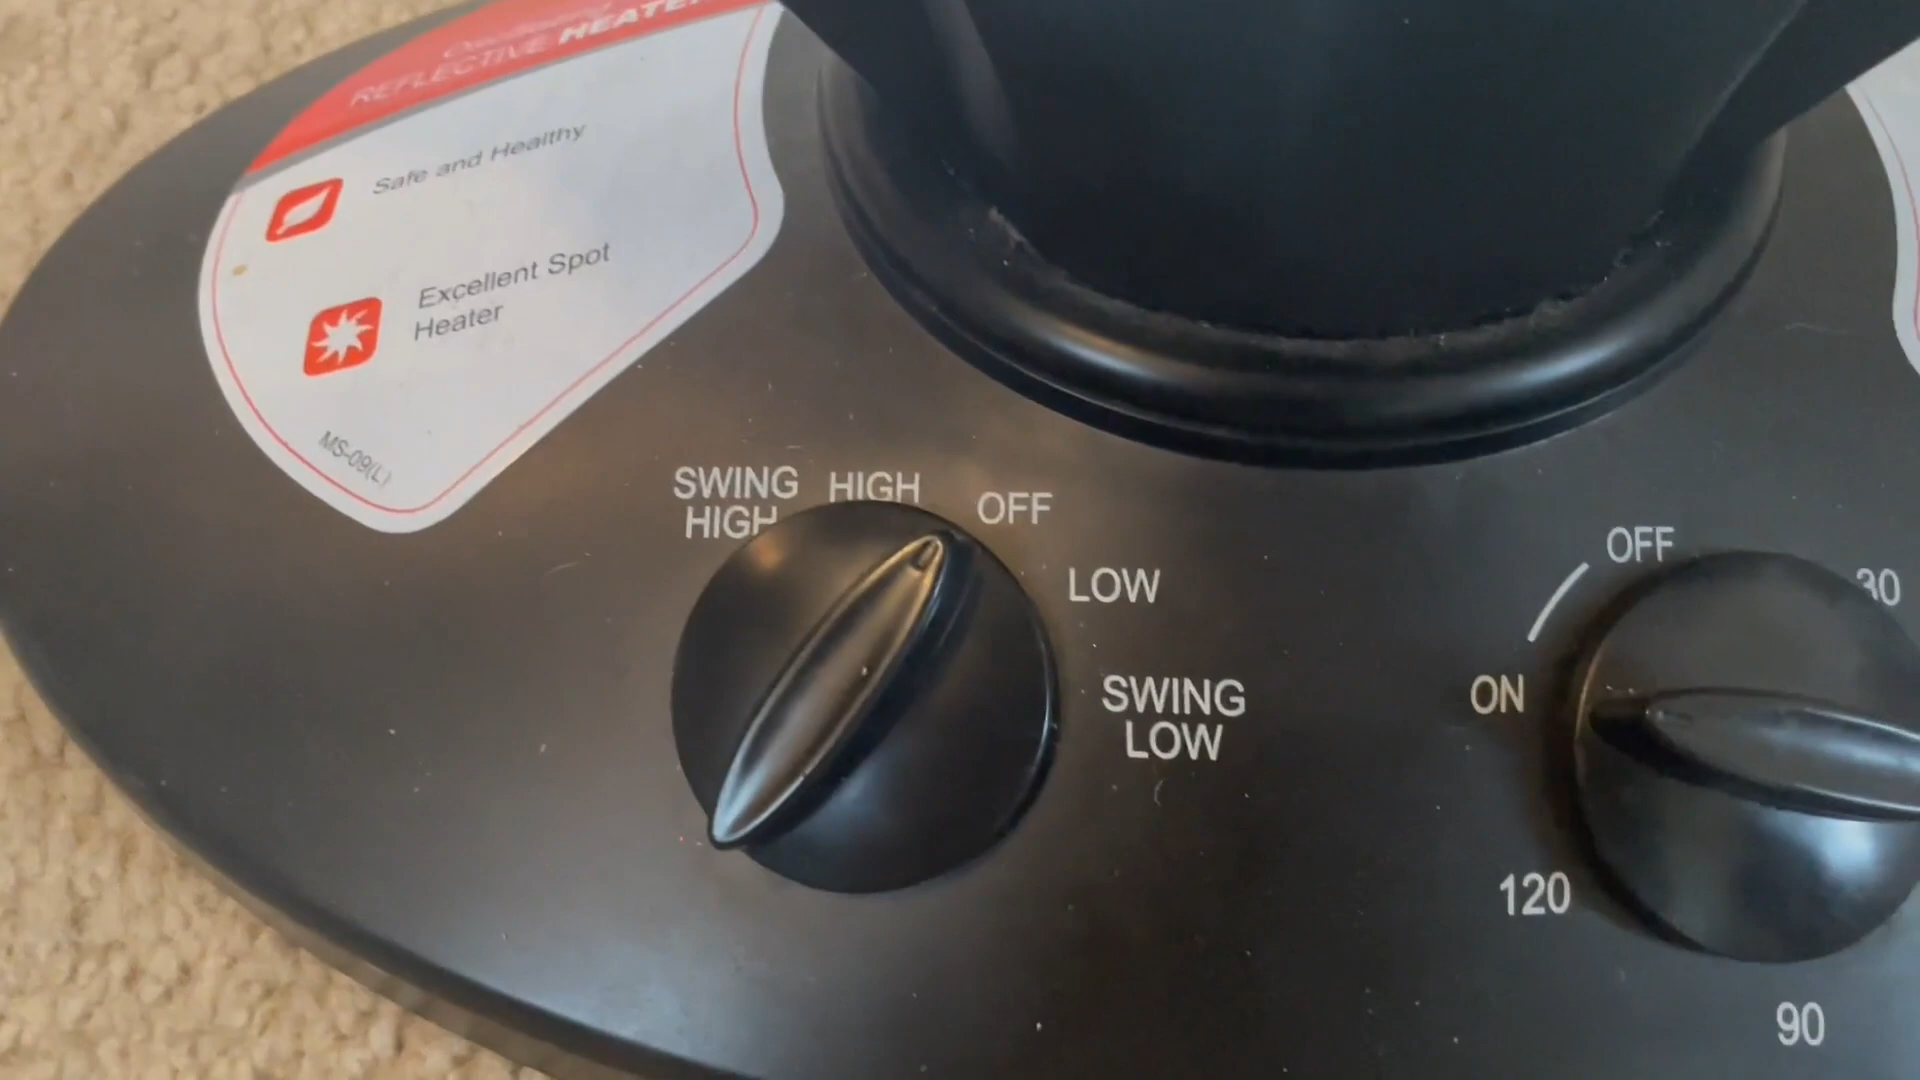 REFLECTIVE HEATER
Safe and Healthy
Excellent Spot
Heater
MS-09(L)
SWING
HIGH
HIGH
OFF
LOW
SWING
LOW
OFF
30
ON
120
90